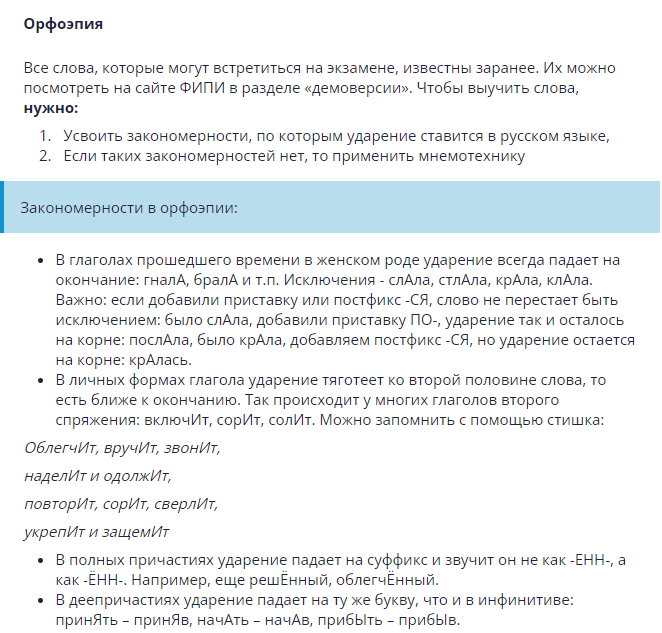 Орфоэпия
Все слова, которые могут встретиться на экзамене, известны заранее. Их можно
посмотреть на сайте ФИПИ в разделе «демоверсии». Чтобы выучить слова,
нужно:
1. Усвоить закономерности, по которым ударение ставится в русском языке,
2. Если таких закономерностей нет, то применить мнемотехнику
Закономерности в орфоэпии:
• В глаголах прошедшего времени в женском роде ударение всегда падает на
окончание: гналА, бралА и т.п. Исключения - слАла, стлАла, крАла, клАла.
Важно: если добавили приставку или постфикс -СЯ, слово не перестает быть
исключением: было слАла, добавили приставку ПО-, ударение так и осталось
на корне: послАла, было крАла, добавляем постфикс -СЯ, но ударение остается
на корне: крАлась.
• В личных формах глагола ударение тяготеет ко второй половине слова, то
есть ближе к окончанию. Так происходит у многих глаголов второго
спряжения: включИт, сорИт, солИт. Можно запомнить с помощью стишка:
ОблегчИт, вручИт, звонИт,
наделИт и одолжИт,
повторИт, сорИт, сверлИт,
укрепИт и защемИт
• В полных причастиях ударение падает на суффикс и звучит он не как -ЕНН-, а
как -ЁНН-. Например, еще решЁнный, облегчЁнный.
• В деепричастиях ударение падает на ту же букву, что и в инфинитиве:
принЯть – принЯв, начАть – начАв, прибЫть – прибЫв.